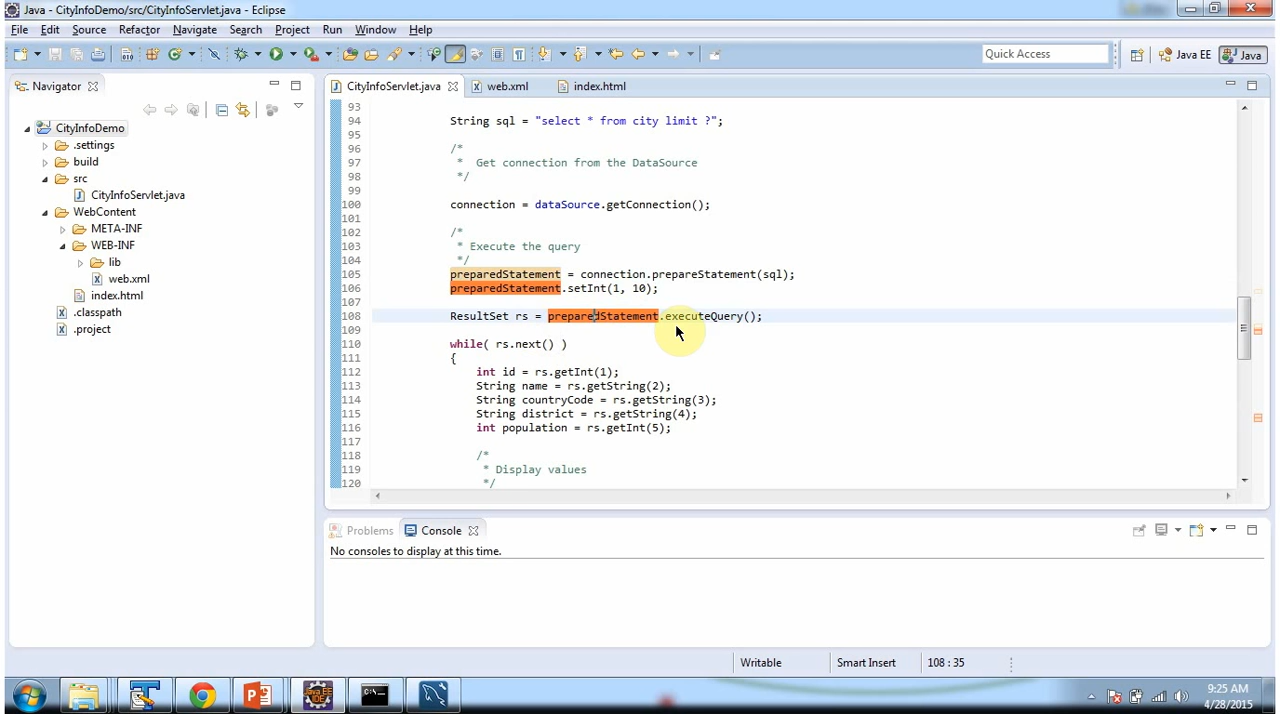 Java - CityInfoDemo/src/CityInfoServlet.java - Eclipse
File Edit Source Refactor Navigate Search Project Run Window Help
Quick Access Java EE Java
Navigator
CityInfoServlet.java web.xml index.html
CityInfoDemo
.settings
build
src
CityInfoServlet.java
WebContent
META-INF
WEB-INF
lib
web.xml
index.html
.classpath
.project
93
94 String sql = "select * from city limit ?";
95
96 /*
97 * Get connection from the DataSource
98 */
99
100 connection = dataSource.getConnection();
101
102 /*
103 * Execute the query
104 */
105 preparedStatement = connection.prepareStatement(sql);
106 preparedStatement.setInt(1, 10);
107
108 ResultSet rs = preparedStatement.executeQuery();
109
110 while( rs.next() )
111 {
112 int id = rs.getInt(1);
113 String name = rs.getString(2);
114 String countryCode = rs.getString(3);
115 String district = rs.getString(4);
116 int population = rs.getInt(5);
117
118 /*
119 * Display values
120 */
Problems Console
No consoles to display at this time.
Writable Smart Insert 108 : 35
Java EE
IDE
9:25 AM
4/28/2015